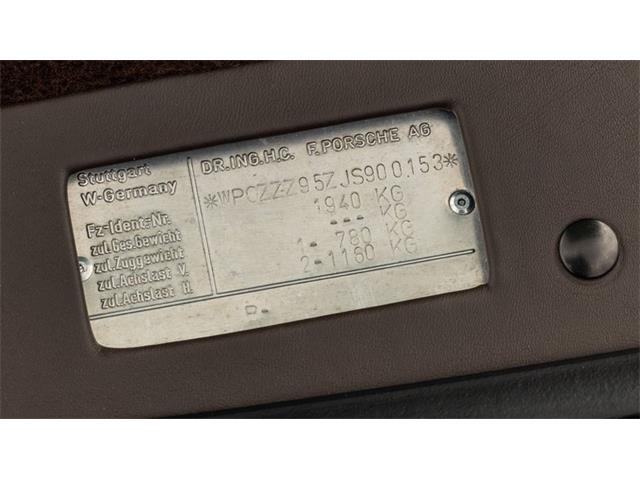 Stuttgart
W-Germany
DR.ING.H.C. F.PORSCHE AG
Fz-Ident-Nr. *WP0ZZZ95ZJS900153*
zul.Ges.Gewicht 1940 KG
zul.Zuggewicht --- KG
zul.Achslast V. 1- 780 KG
zul.Achslast H. 2-1160 KG